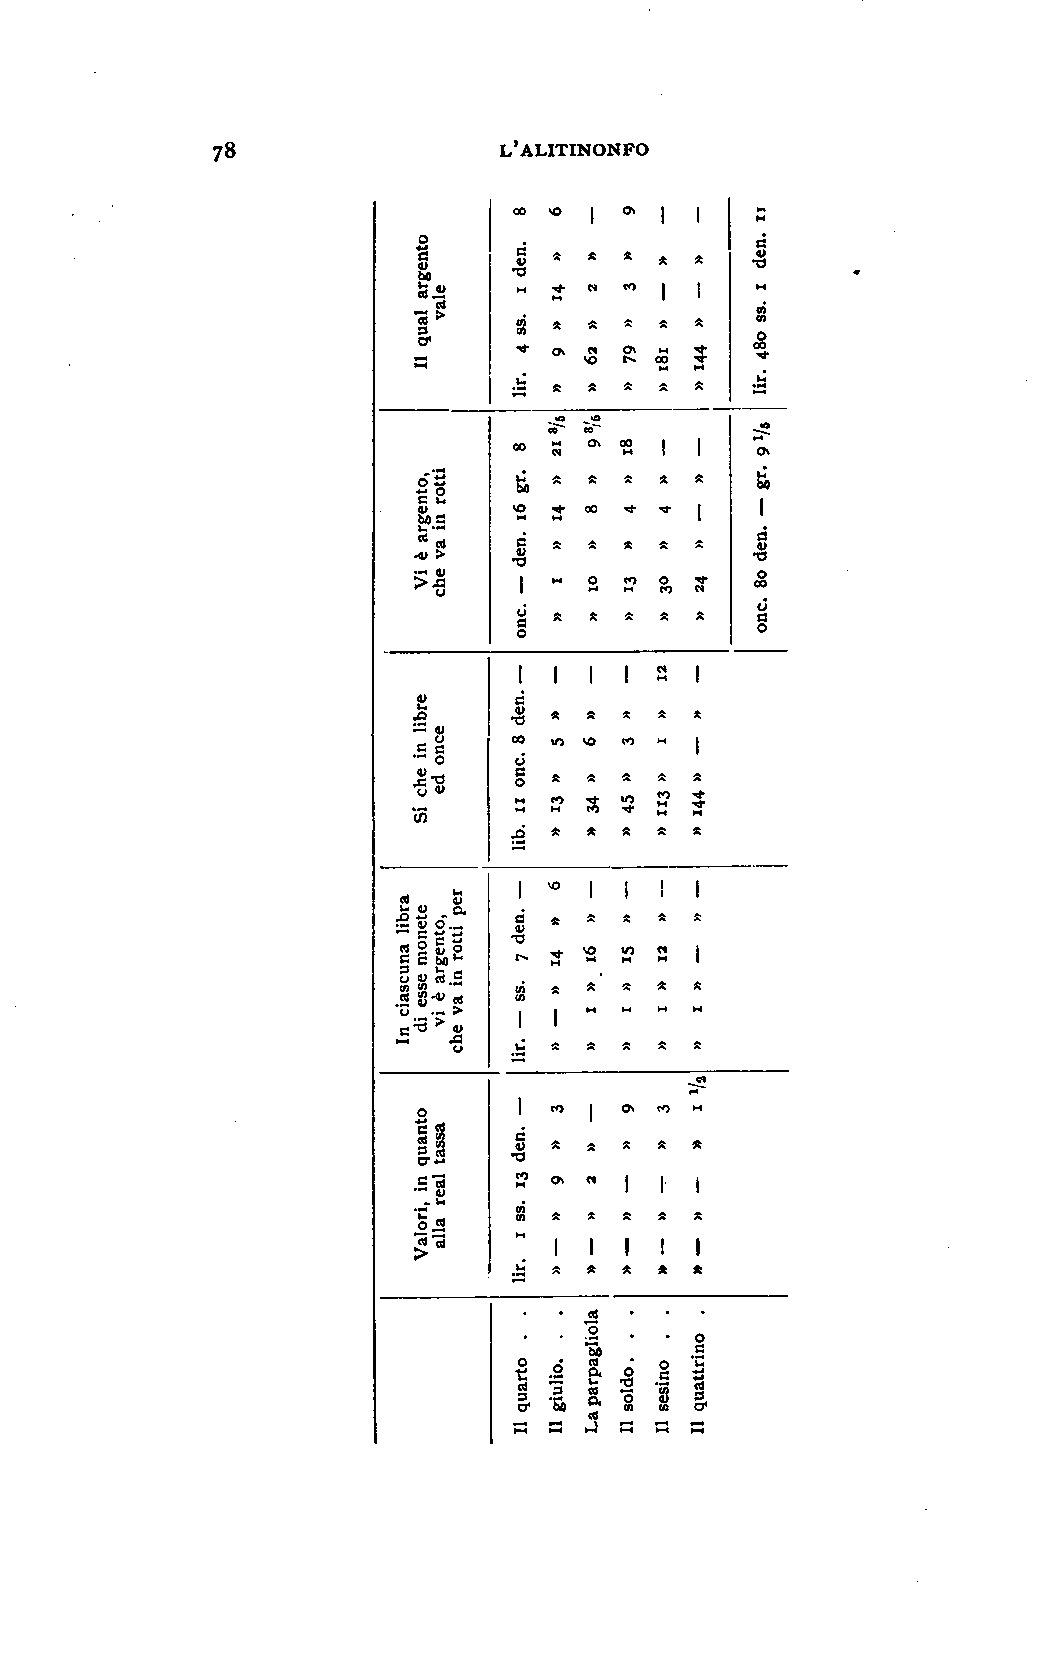 78 L'ALITINONFO
Valori, in quanto
alla real tassa
In ciascuna libra
di esse monete
vi è argento,
che va in rotti per
Sí che in libre
ed once
Vi è argento,
che va in rotti
Il qual argento
vale
Il quarto . . lir. 1 ss. 13 den. — lir. — ss. 7 den. — lib. 11 onc. 8 den. — onc. — den. 16 gr. 8 lir. 4 ss. 1 den. 8
Il giulio. . . » — » 9 » 3 » — » 14 » 6 » 13 » 5 » — » 1 » 14 » 21 8/5 » 9 » 14 » 6
La parpagliola » — » 2 » — » 1 » 16 » — » 34 » 6 » — » 10 » 8 » 9 8/5 » 62 » 2 » —
Il soldo. . . » — » — » 9 » 1 » 15 » — » 45 » 3 » — » 13 » 4 » 18 » 79 » 3 » 9
Il sesino . . » — » — » 3 » 1 » 12 » — » 113 » 1 » 12 » 30 » 4 » — » 181 » — » —
Il quattrino . » — » — » 1 1/2 » 1 » — » — » 144 » — » — » 24 » — » — » 144 » — » —
onc. 80 den. — gr. 9 1/5 lir. 480 ss. 1 den. 11